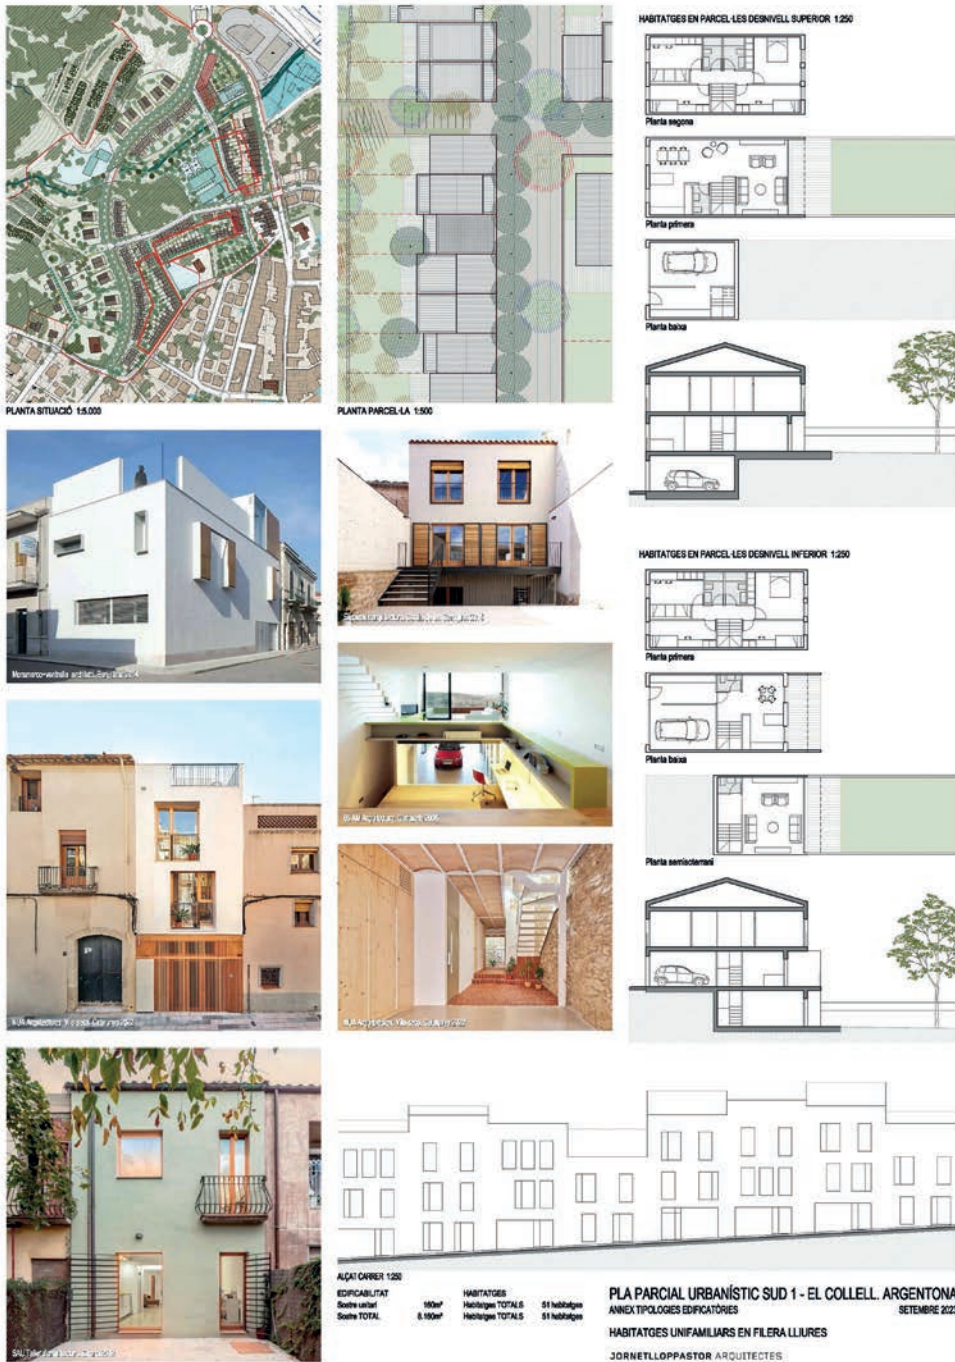 HABITATGES EN PARCEL·LES DESNIVELL SUPERIOR 1:250
Planta segona
Planta primera
Planta baixa
PLANTA SITUACIÓ 1:5.000
PLANTA PARCEL·LA 1:500
HABITATGES EN PARCEL·LES DESNIVELL INFERIOR 1:250
Planta primera
Planta baixa
Planta semisoterrani
ALÇAT CARRER 1:250
EDIFICABILITAT HABITATGES
Sostre unitari 160m² Habitatges TOTALS 51 habitatges
Sostre TOTAL 8.160m² Habitatges TOTALS 51 habitatges
PLA PARCIAL URBANÍSTIC SUD 1 - EL COLLELL. ARGENTONA
ANNEX TIPOLOGIES EDIFICATÒRIES SETEMBRE 2023
HABITATGES UNIFAMILIARS EN FILERA LLIURES
JORNETLLOPPASTOR ARQUITECTES